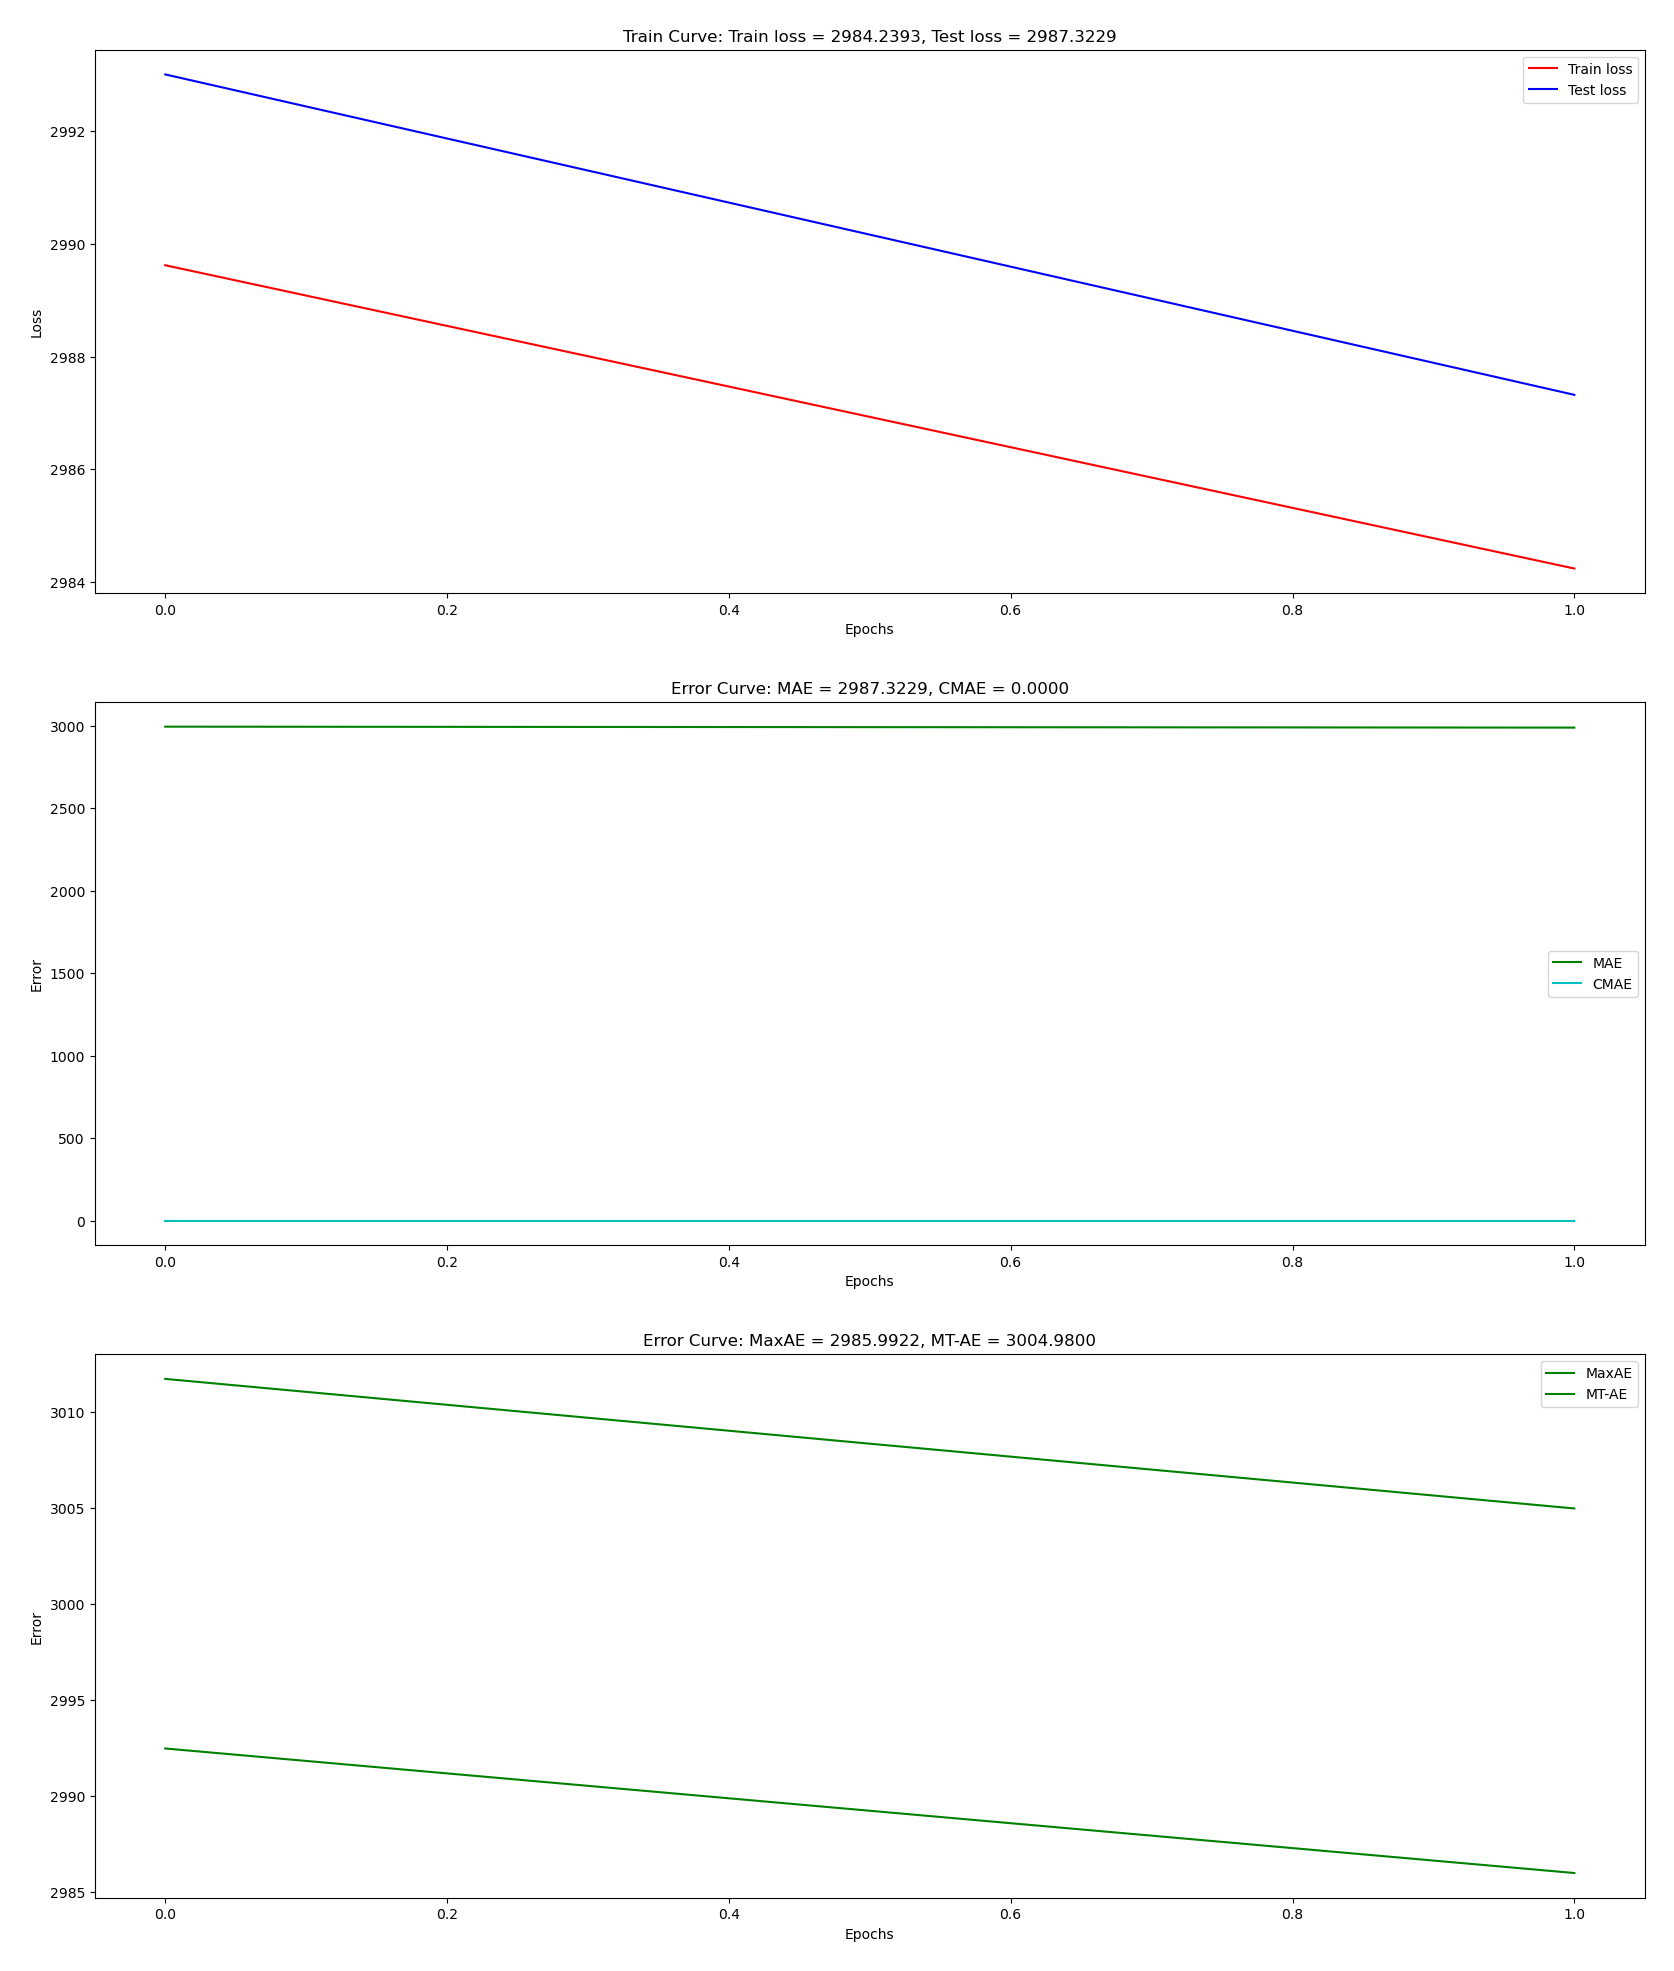 Train Curve: Train loss = 2984.2393, Test loss = 2987.3229
Train loss
Test loss
2992
2990
2988
2986
2984
Loss
0.0 0.2 0.4 0.6 0.8 1.0
Epochs
Error Curve: MAE = 2987.3229, CMAE = 0.0000
3000
2500
2000
1500
1000
500
0
Error
MAE
CMAE
0.0 0.2 0.4 0.6 0.8 1.0
Epochs
Error Curve: MaxAE = 2985.9922, MT-AE = 3004.9800
MaxAE
MT-AE
3010
3005
3000
2995
2990
2985
Error
0.0 0.2 0.4 0.6 0.8 1.0
Epochs